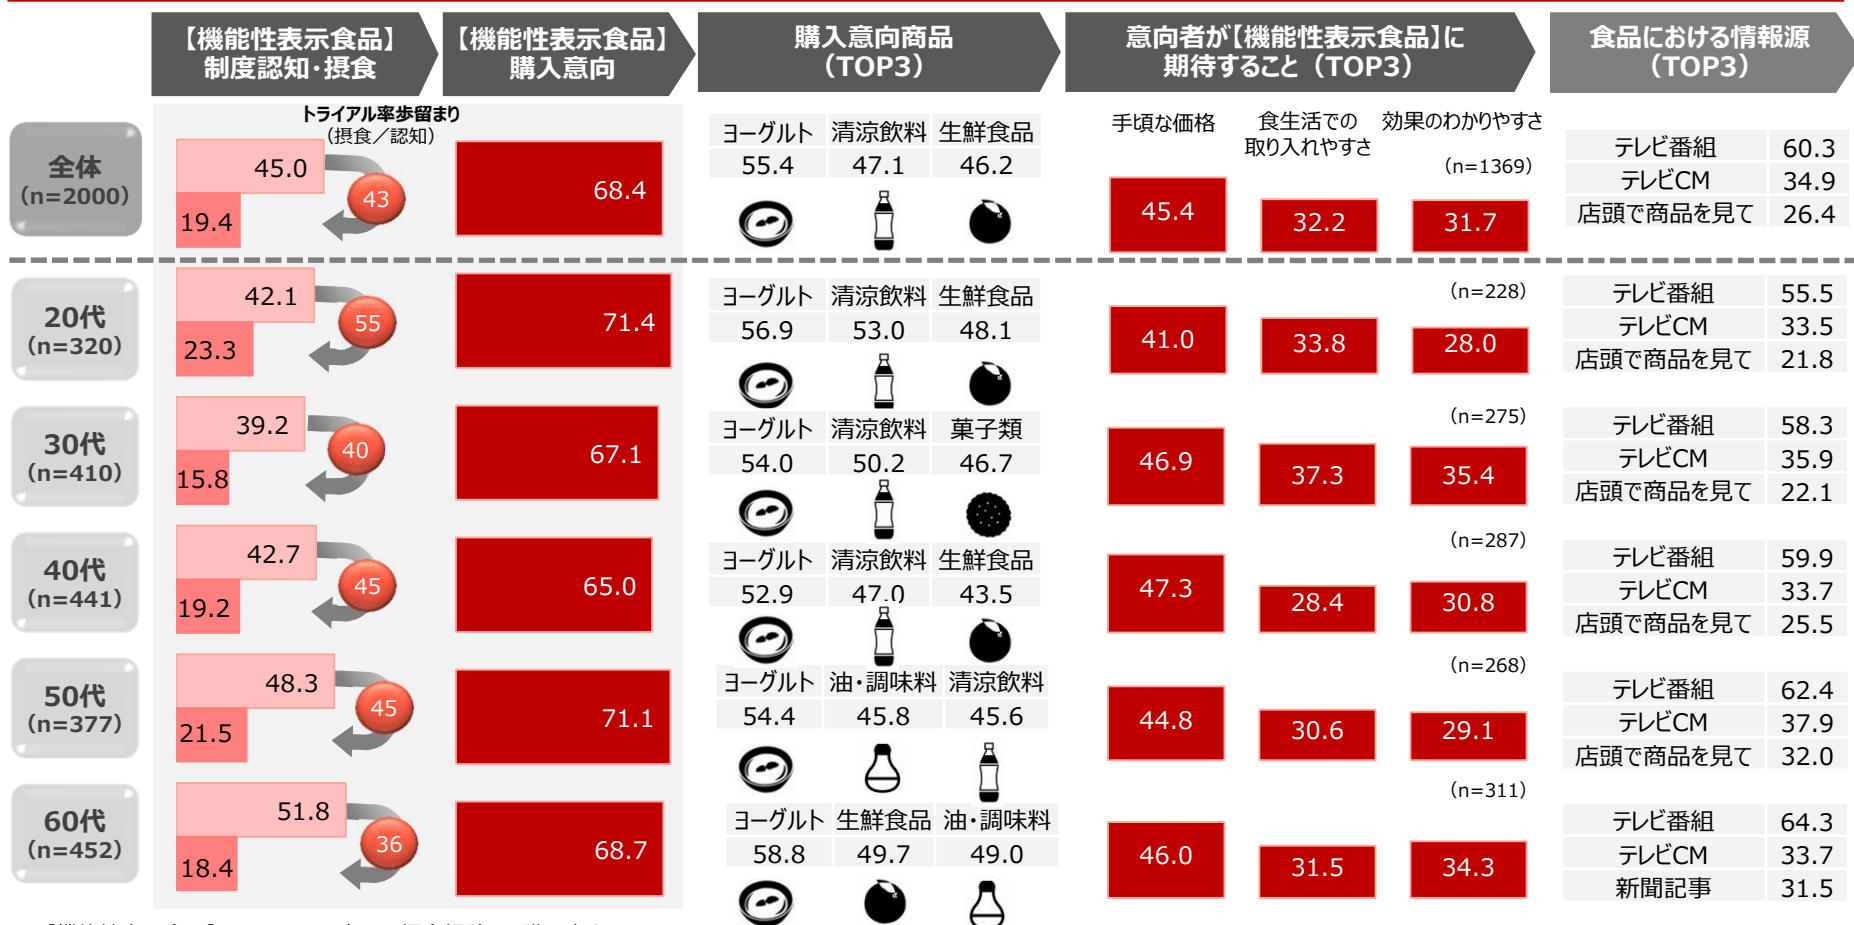 【機能性表示食品】
制度認知・摂食
【機能性表示食品】
購入意向
購入意向商品
（TOP3）
意向者が【機能性表示食品】に
期待すること（TOP3）
食品における情報源
（TOP3）
トライアル率歩留まり
（摂食／認知）
手頃な価格
食生活での
取り入れやすさ
効果のわかりやすさ
全体
（n=2000）
45.0
19.4
43
68.4
ヨーグルト 清涼飲料 生鮮食品
55.4 47.1 46.2
（n=1369）
45.4 32.2 31.7
テレビ番組 60.3
テレビCM 34.9
店頭で商品を見て 26.4
20代
（n=320）
42.1
23.3
55
71.4
ヨーグルト 清涼飲料 生鮮食品
56.9 53.0 48.1
（n=228）
41.0 33.8 28.0
テレビ番組 55.5
テレビCM 33.5
店頭で商品を見て 21.8
30代
（n=410）
39.2
15.8
40
67.1
ヨーグルト 清涼飲料 菓子類
54.0 50.2 46.7
（n=275）
46.9 37.3 35.4
テレビ番組 58.3
テレビCM 35.9
店頭で商品を見て 22.1
40代
（n=441）
42.7
19.2
45
65.0
ヨーグルト 清涼飲料 生鮮食品
52.9 47.0 43.5
（n=287）
47.3 28.4 30.8
テレビ番組 59.9
テレビCM 33.7
店頭で商品を見て 25.5
50代
（n=377）
48.3
21.5
45
71.1
ヨーグルト 油・調味料 清涼飲料
54.4 45.8 45.6
（n=268）
44.8 30.6 29.1
テレビ番組 62.4
テレビCM 37.9
店頭で商品を見て 32.0
60代
（n=452）
51.8
18.4
36
68.7
ヨーグルト 生鮮食品 油・調味料
58.8 49.7 49.0
（n=311）
46.0 31.5 34.3
テレビ番組 64.3
テレビCM 33.7
新聞記事 31.5